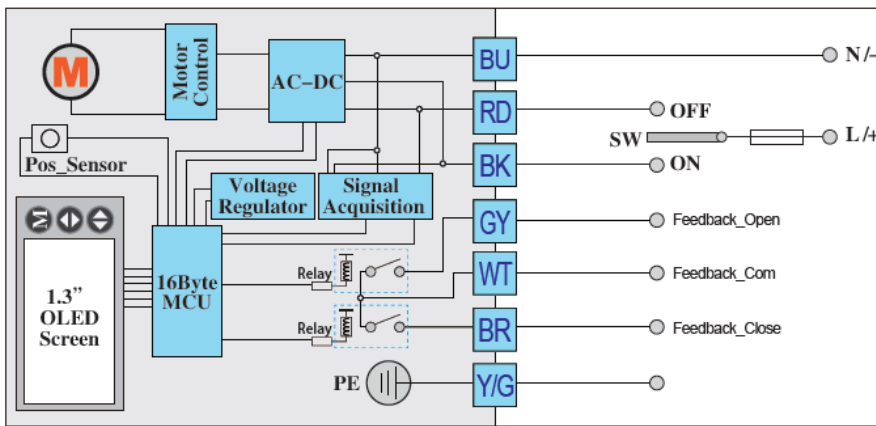 M
Motor
Control
AC-DC
BU
N/-
RD
OFF
SW
L/+
BK
ON
Pos_Sensor
Voltage
Regulator
Signal
Acquisition
GY
Feedback_Open
M
1.3”
OLED
Screen
16Byte
MCU
Relay
WT
Feedback_Com
Relay
BR
Feedback_Close
PE
Y/G